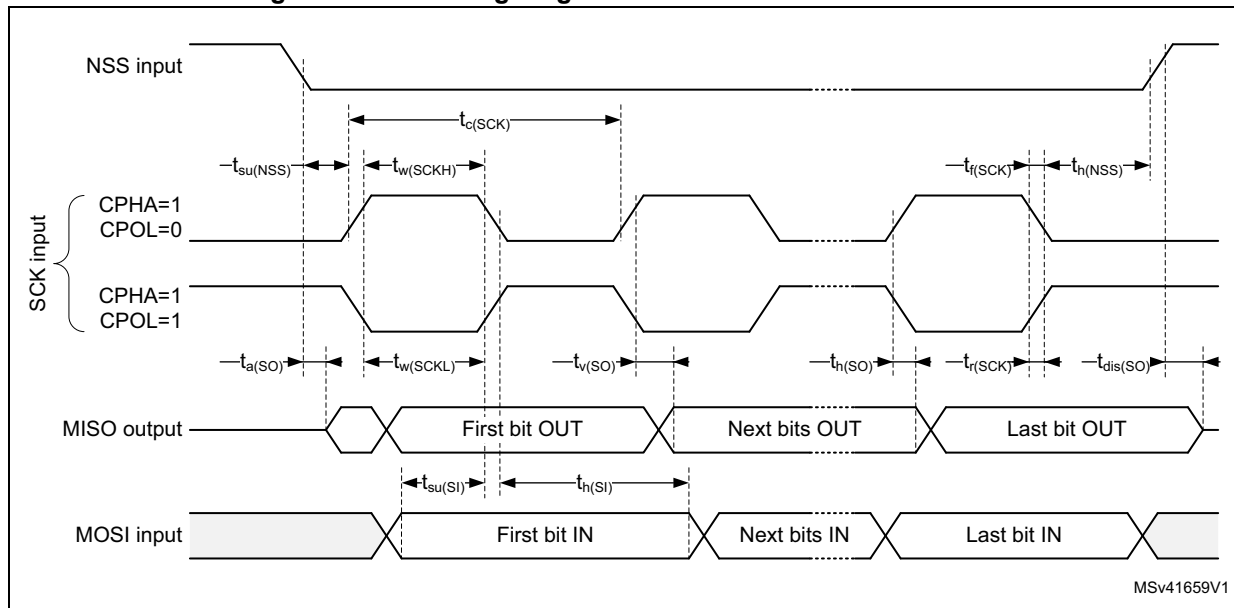 NSS input
tc(SCK)
tsu(NSS) tw(SCKH) tf(SCK) th(NSS)
SCK input
CPHA=1
CPOL=0
CPHA=1
CPOL=1
ta(SO) tw(SCKL) tv(SO) th(SO) tr(SCK) tdis(SO)
MISO output First bit OUT Next bits OUT Last bit OUT
tsu(SI) th(SI)
MOSI input First bit IN Next bits IN Last bit IN
MSv41659V1